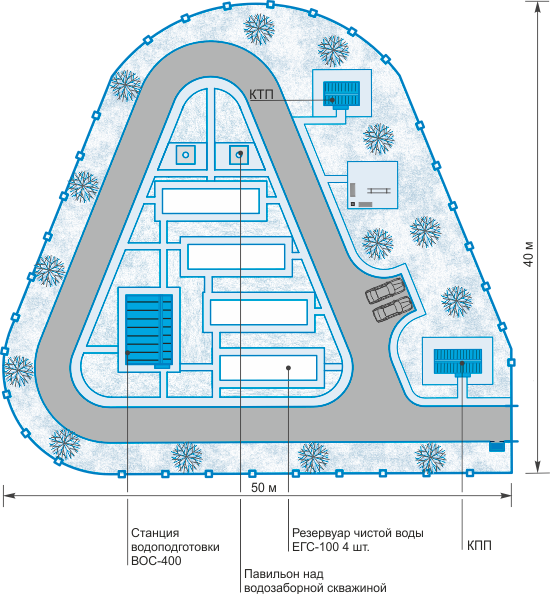 КТП
40 м
50 м
Станция
водоподготовки
ВОС-400
Резервуар чистой воды
ЕГС-100 4 шт.
КПП
Павильон над
водозаборной скважиной